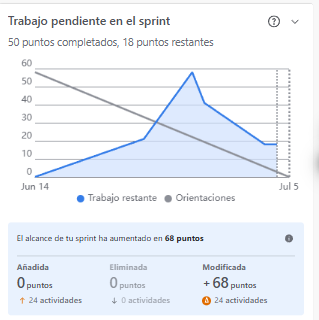 Trabajo pendiente en el sprint
50 puntos completados, 18 puntos restantes
60
50
40
30
20
10
0
Jun 14
Jul 5
Trabajo restante
Orientaciones
El alcance de tu sprint ha aumentado en 68 puntos
Añadida
Eliminada
Modificada
0 puntos
0 puntos
+68 puntos
↑ 24 actividades
↓ 0 actividades
24 actividades